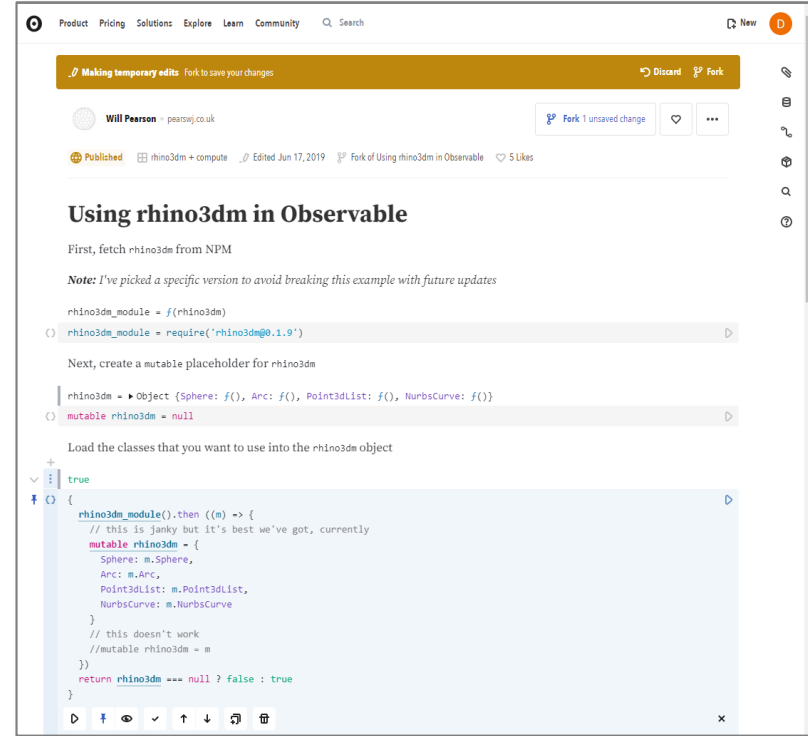 Product Pricing Solutions Explore Learn Community Search New D
Making temporary edits Fork to save your changes Discard Fork
Will Pearson • pearswj.co.uk Fork 1 unsaved change
Published rhino3dm + compute Edited Jun 17, 2019 Fork of Using rhino3dm in Observable 5 Likes
Using rhino3dm in Observable
First, fetch rhino3dm from NPM
Note: I've picked a specific version to avoid breaking this example with future updates
rhino3dm_module = ƒ(rhino3dm)
rhino3dm_module = require('rhino3dm@0.1.9')
Next, create a mutable placeholder for rhino3dm
rhino3dm = ▸Object {Sphere: ƒ(), Arc: ƒ(), Point3dList: ƒ(), NurbsCurve: ƒ()}
mutable rhino3dm = null
Load the classes that you want to use into the rhino3dm object
true
{
rhino3dm_module().then ((m) => {
// this is janky but it's best we've got, currently
mutable rhino3dm = {
Sphere: m.Sphere,
Arc: m.Arc,
Point3dList: m.Point3dList,
NurbsCurve: m.NurbsCurve
}
// this doesn't work
//mutable rhino3dm = m
})
return rhino3dm === null ? false : true
}